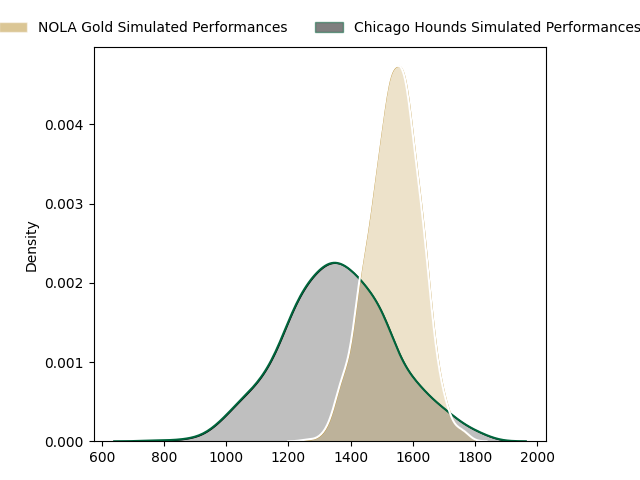 NOLA Gold Simulated Performances
Chicago Hounds Simulated Performances
0.004
0.003
0.002
0.001
0.000
Density
600 800 1000 1200 1400 1600 1800 2000